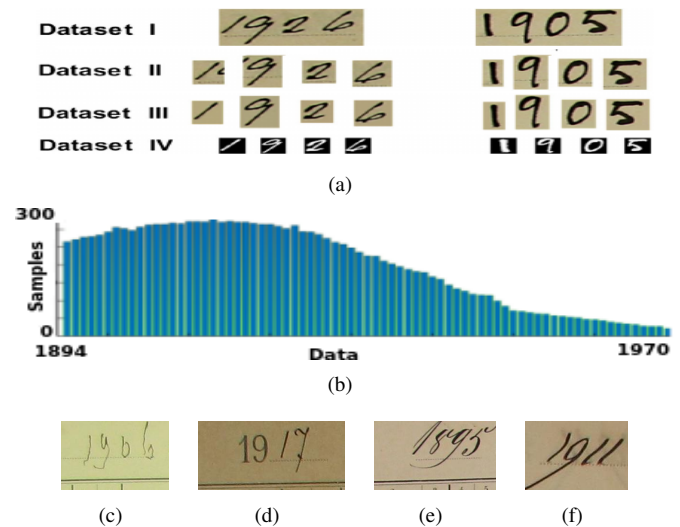 Dataset I 1926 1905
Dataset II 1 9 2 6 1 9 0 5
Dataset III 1 9 2 6 1 9 0 5
Dataset IV 1 9 2 6 1 9 0 5
(a)
300
Samples
0
1894 Data 1970
(b)
1906 1917 1895 1911
(c) (d) (e) (f)